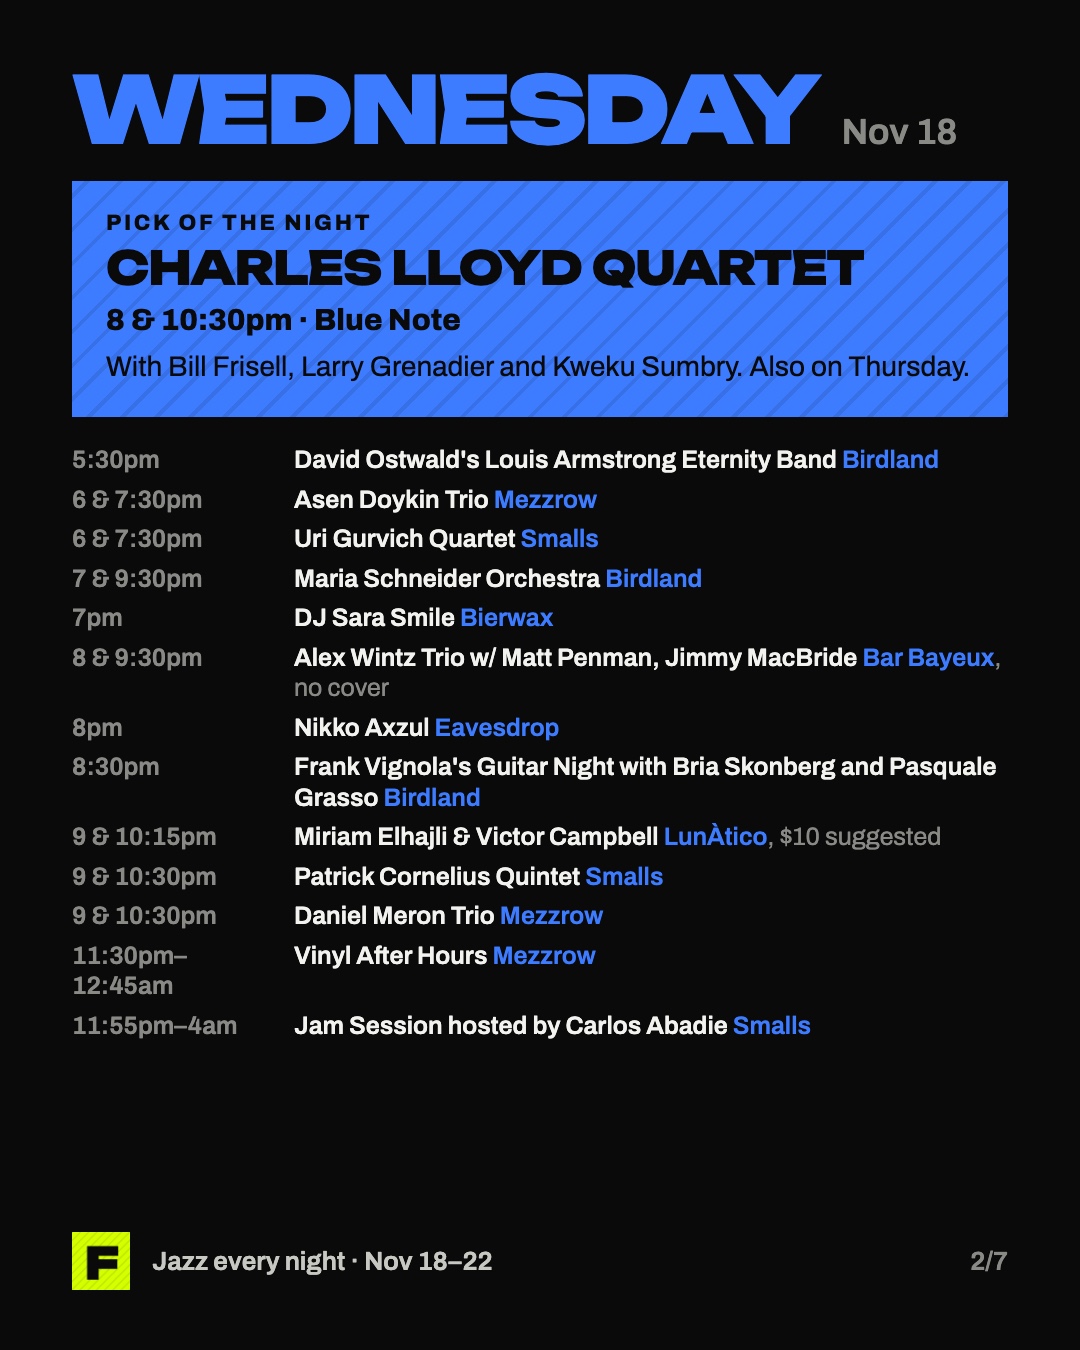 WEDNESDAY Nov 18
PICK OF THE NIGHT
CHARLES LLOYD QUARTET
8 & 10:30pm · Blue Note
With Bill Frisell, Larry Grenadier and Kweku Sumbry. Also on Thursday.
5:30pm David Ostwald's Louis Armstrong Eternity Band Birdland
6 & 7:30pm Asen Doykin Trio Mezzrow
6 & 7:30pm Uri Gurvich Quartet Smalls
7 & 9:30pm Maria Schneider Orchestra Birdland
7pm DJ Sara Smile Bierwax
8 & 9:30pm Alex Wintz Trio w/ Matt Penman, Jimmy MacBride Bar Bayeux,
no cover
8pm Nikko Axzul Eavesdrop
8:30pm Frank Vignola's Guitar Night with Bria Skonberg and Pasquale
Grasso Birdland
9 & 10:15pm Miriam Elhajli & Victor Campbell LunÀtico, $10 suggested
9 & 10:30pm Patrick Cornelius Quintet Smalls
9 & 10:30pm Daniel Meron Trio Mezzrow
11:30pm– Vinyl After Hours Mezzrow
12:45am
11:55pm–4am Jam Session hosted by Carlos Abadie Smalls
F Jazz every night · Nov 18–22 2/7